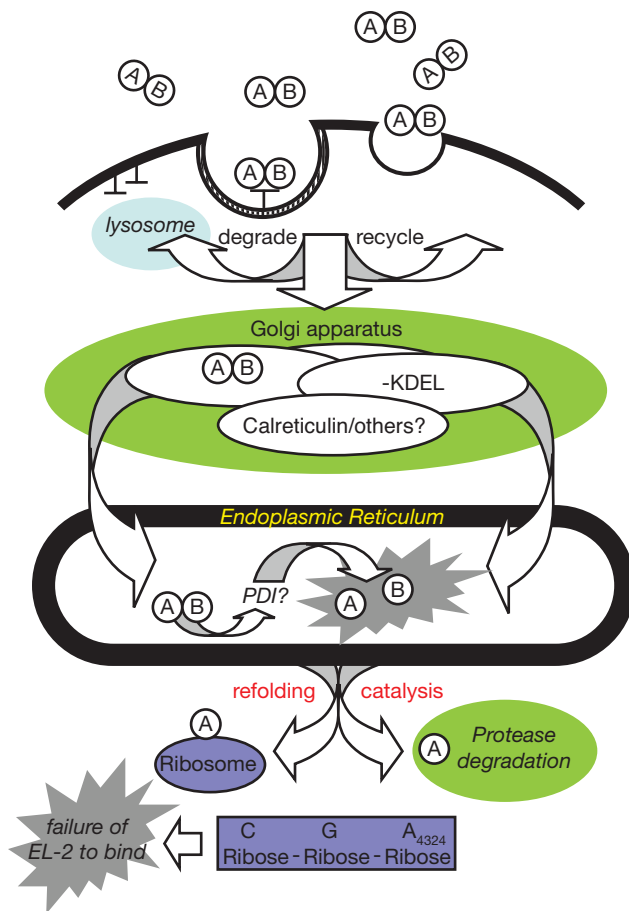 A B
A B
A B
A B
A B
A B
lysosome
degrade
recycle
Golgi apparatus
A B
-KDEL
Calreticulin/others?
Endoplasmic Reticulum
A B
PDI?
A
B
refolding
catalysis
A
Ribosome
A
Protease
degradation
failure of
EL-2 to bind
C G A4324
Ribose - Ribose - Ribose